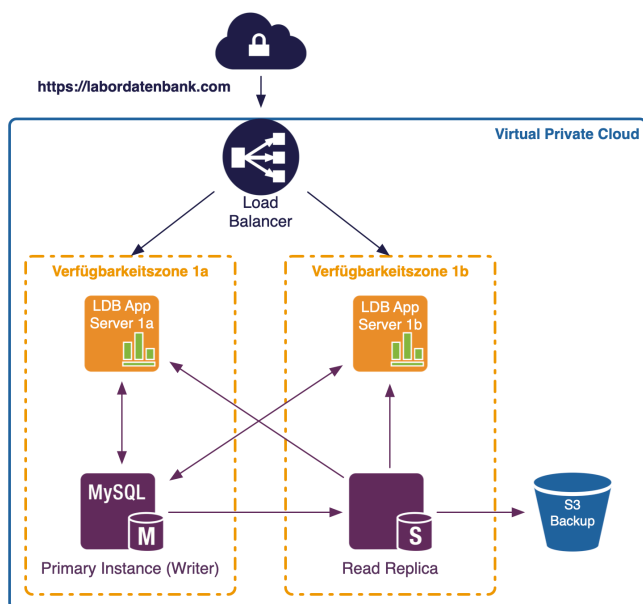 https://labordatenbank.com
Virtual Private Cloud
Load
Balancer
Verfügbarkeitszone 1a
Verfügbarkeitszone 1b
LDB App
Server 1a
LDB App
Server 1b
MySQL
M
S
S3
Backup
Primary Instance (Writer)
Read Replica